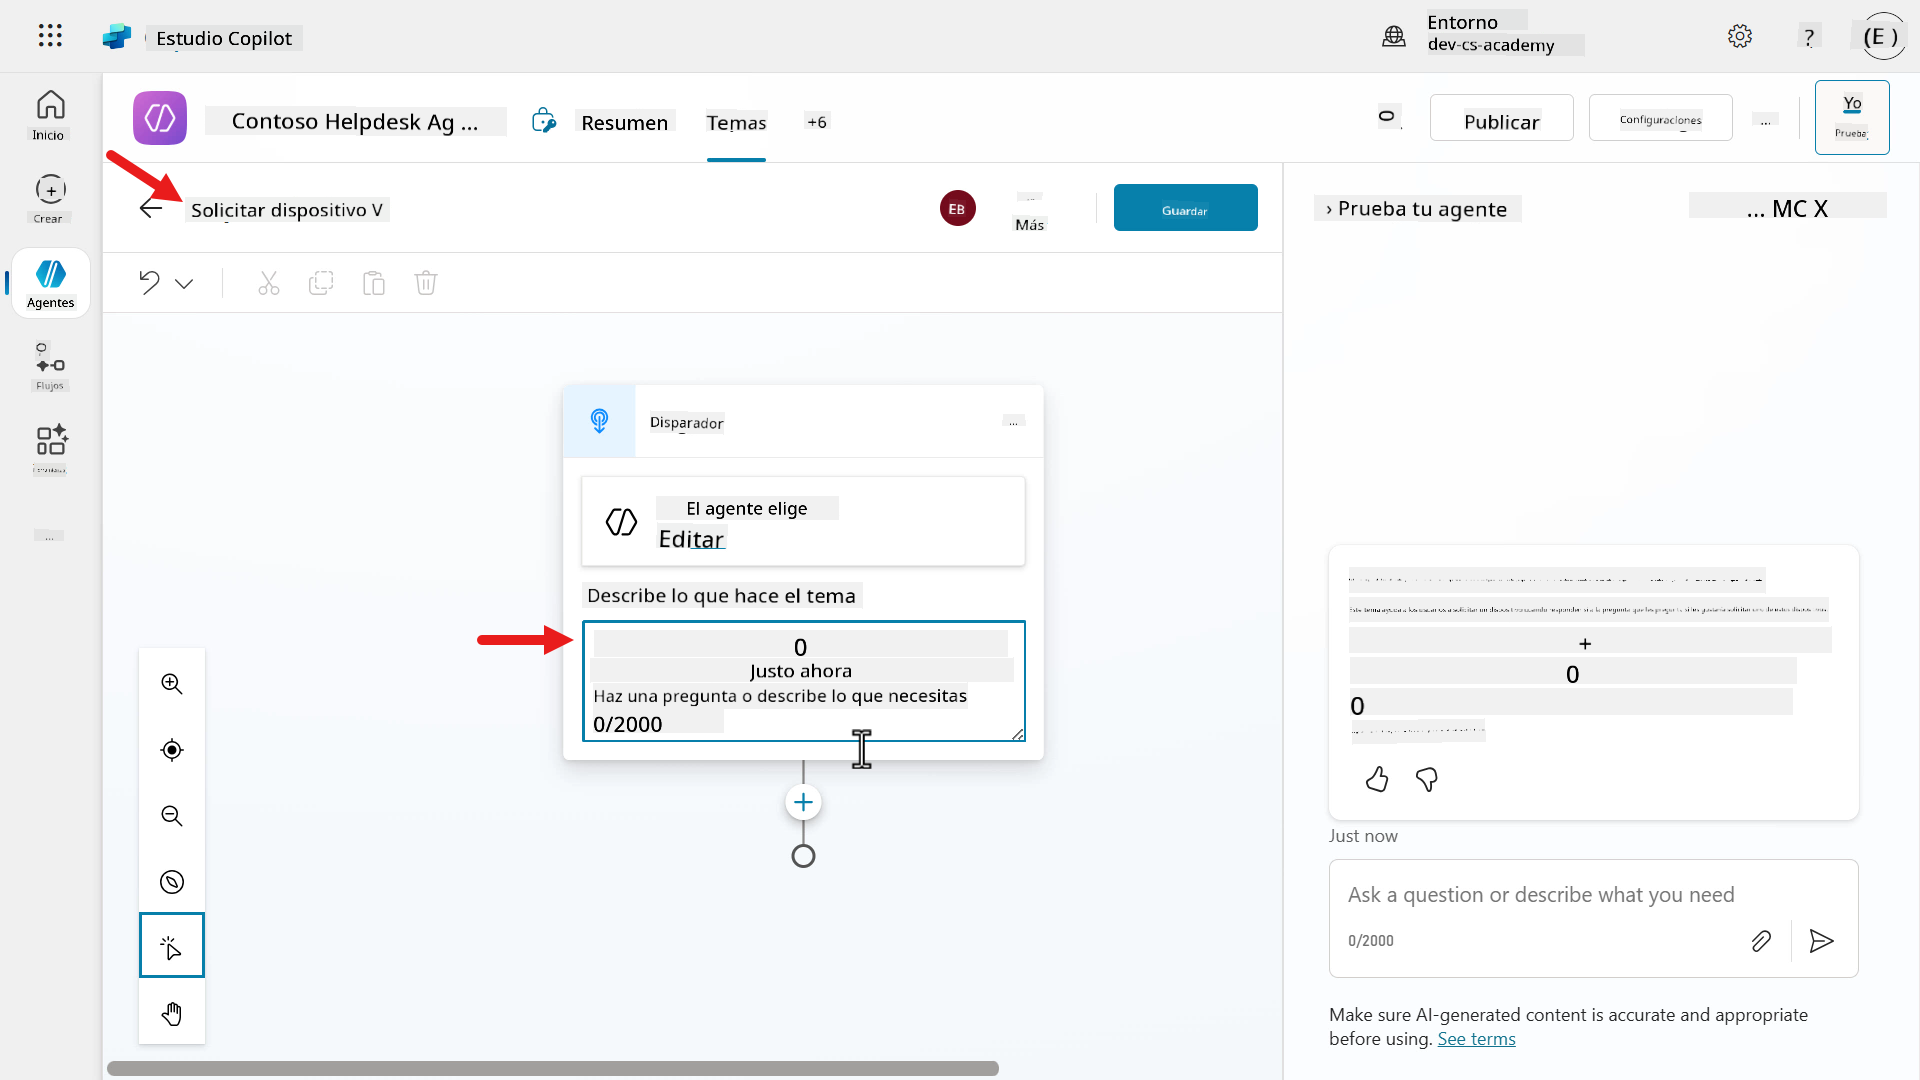 Estudio Copilot
Entorno
dev-cs-academy
?
(E )
Inicio
Crear
Agentes
Flujos
...
Contoso Helpdesk Ag ...
Resumen
Temas
+6
Publicar
Configuraciones
...
Yo
Prueba
Solicitar dispositivo V
EB
Más
Guardar
Disparador
...
El agente elige
Editar
Describe lo que hace el tema
0
Justo ahora
Haz una pregunta o describe lo que necesitas
0/2000
› Prueba tu agente
... MC X
+
0
0
Just now
Ask a question or describe what you need
0/2000
Make sure AI-generated content is accurate and appropriate
before using. See terms